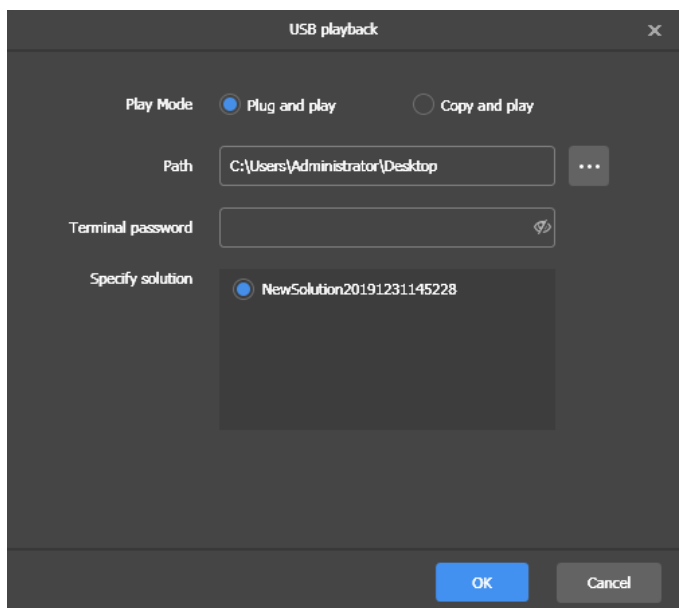 USB playback
Play Mode Plug and play Copy and play
Path C:\Users\Administrator\Desktop ...
Terminal password
Specify solution NewSolution20191231145228
OK Cancel